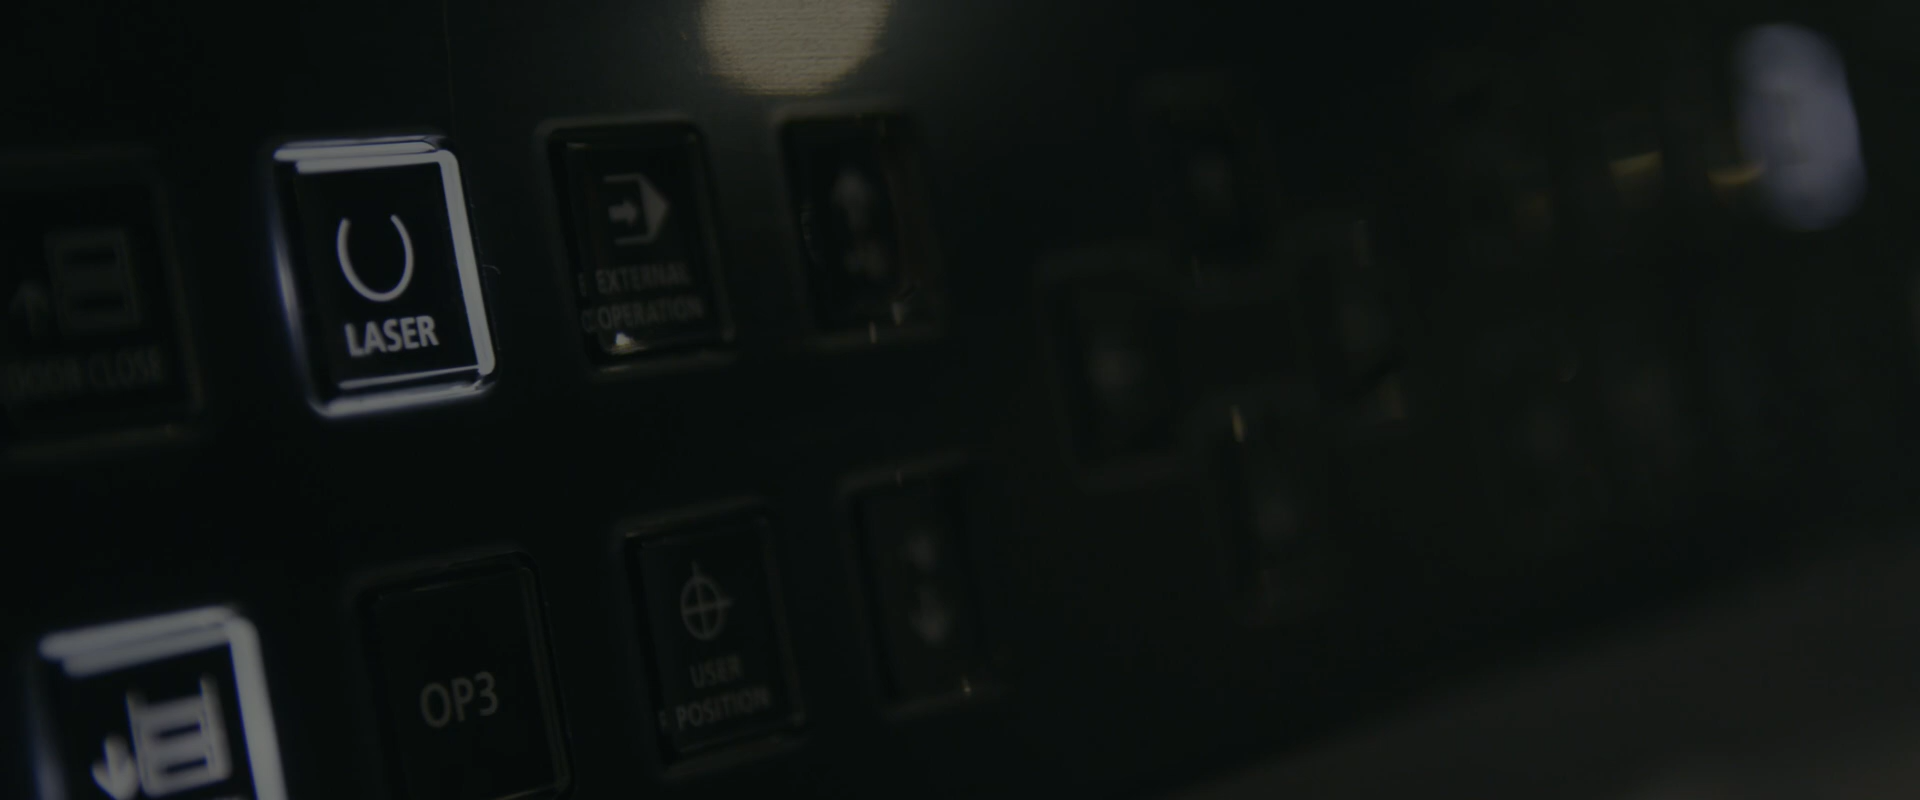 DOOR CLOSE
LASER
EXTERNAL
OPERATION
OP3
USER
POSITION